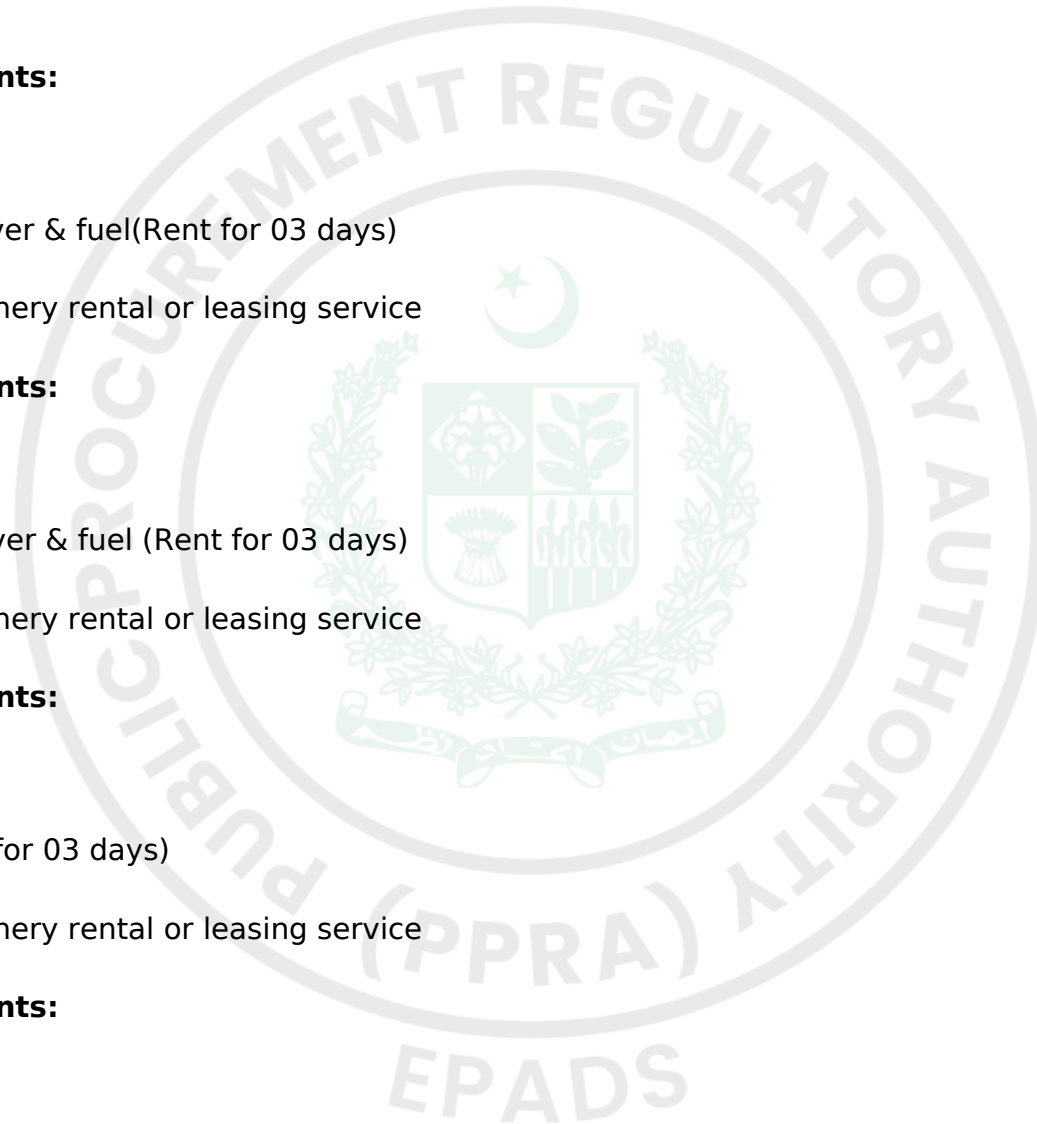 nts:
ver & fuel(Rent for 03 days)
nery rental or leasing service
nts:
ver & fuel (Rent for 03 days)
nery rental or leasing service
nts:
for 03 days)
nery rental or leasing service
nts:
PUBLIC PROCUREMENT REGULATORY AUTHORITY
(PPRA)
EPADS